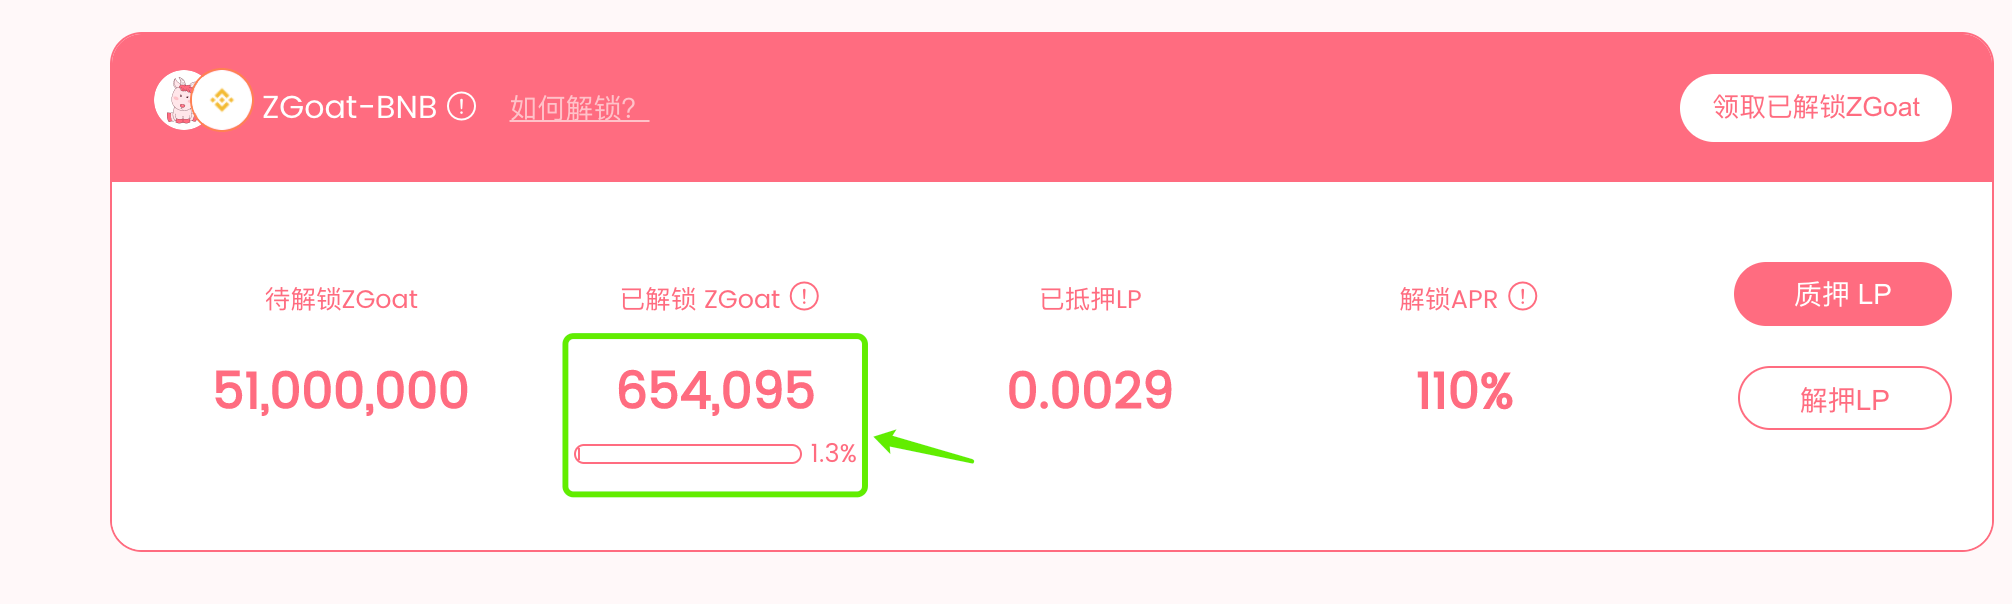 ZGoat-BNB 如何解锁? 领取已解锁ZGoat
待解锁ZGoat 已解锁 ZGoat 已抵押LP 解锁APR 质押 LP
51,000,000 654,095 0.0029 110% 解押LP
1.3%